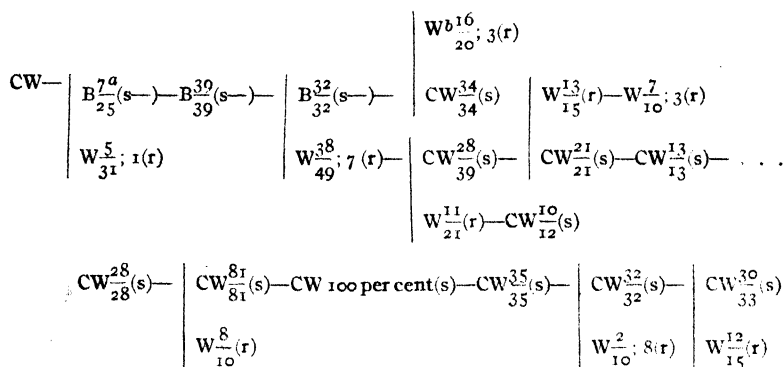 W^b 16/20; 3(r)
CW— B 7^a/25(s—)—B 39/39(s—)— B 32/32(s—)— CW 34/34(s) W 13/15(r)—W 7/10; 3(r)
W 5/31; 1(r) W 38/49; 7 (r)— CW 28/39(s)— CW 21/21(s)—CW 13/13(s)— . . .
W 11/21(r)—CW 10/12(s)
CW 28/28(s)— CW 81/81(s)—CW 100 per cent(s)—CW 35/35(s)— CW 32/32(s)— CW 30/33(s)
W 8/10(r) W 2/10; 8(r) W 12/15(r)